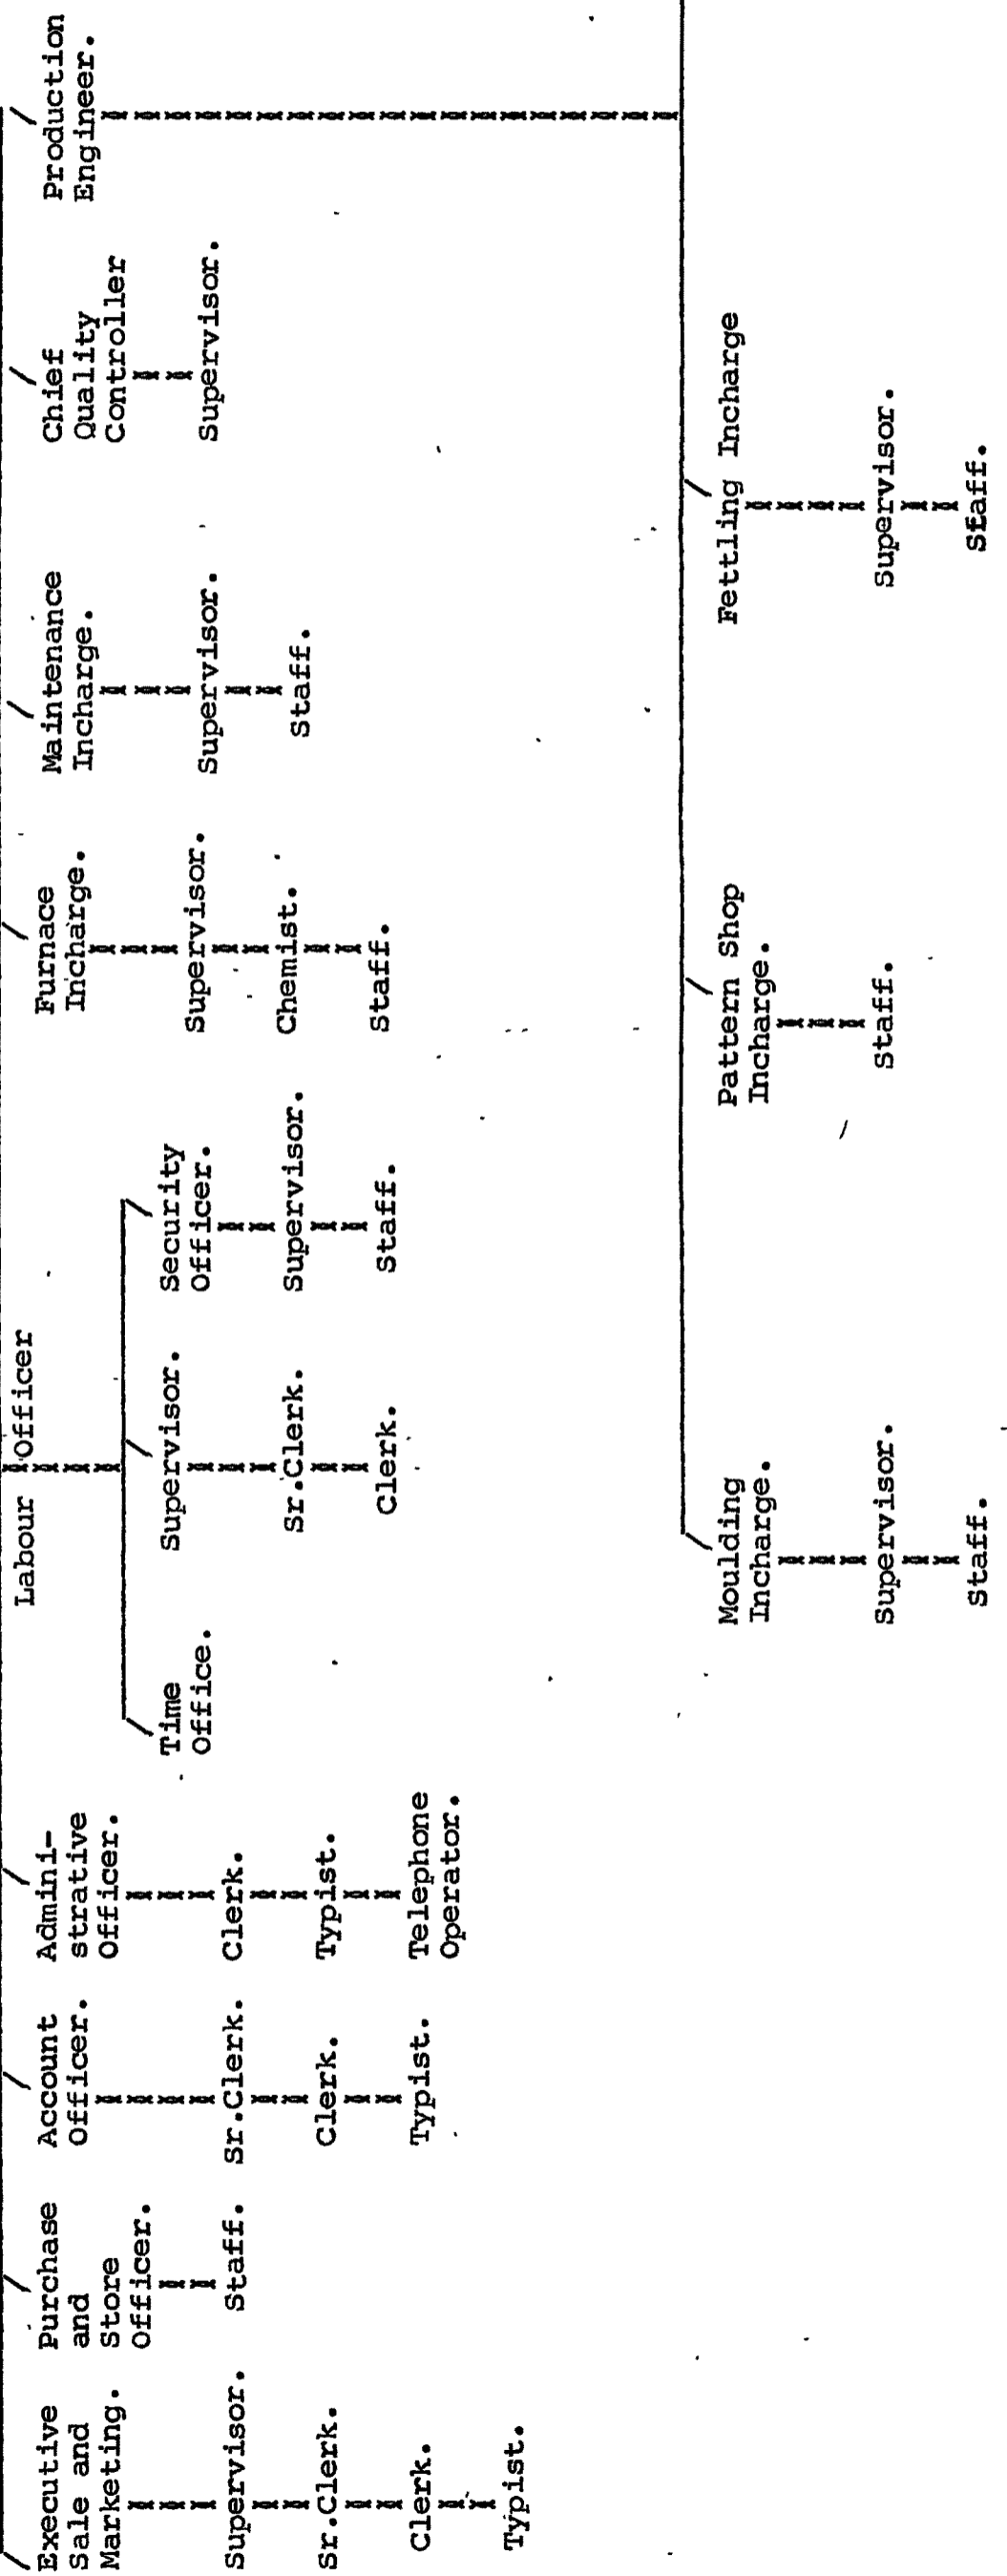 Executive
Sale and
Marketing.
Supervisor.
Sr.Clerk.
Clerk.
Typist.
Purchase
and
Store
Officer.
Staff.
Account
Officer.
Sr.Clerk.
Clerk.
Typist.
Admini-
strative
Officer.
Clerk.
Typist.
Telephone
Operator.
Labour Officer
Time
Office.
Supervisor.
Sr.Clerk.
Clerk.
Security
Officer.
Supervisor.
Staff.
Furnace
Incharge.
Supervisor.
Chemist.
Staff.
Maintenance
Incharge.
Supervisor.
Staff.
Chief
Quality
Controller
Supervisor.
Production
Engineer.
Moulding
Incharge.
Supervisor.
Staff.
Pattern Shop
Incharge.
Staff.
Fettling Incharge
Supervisor.
Staff.